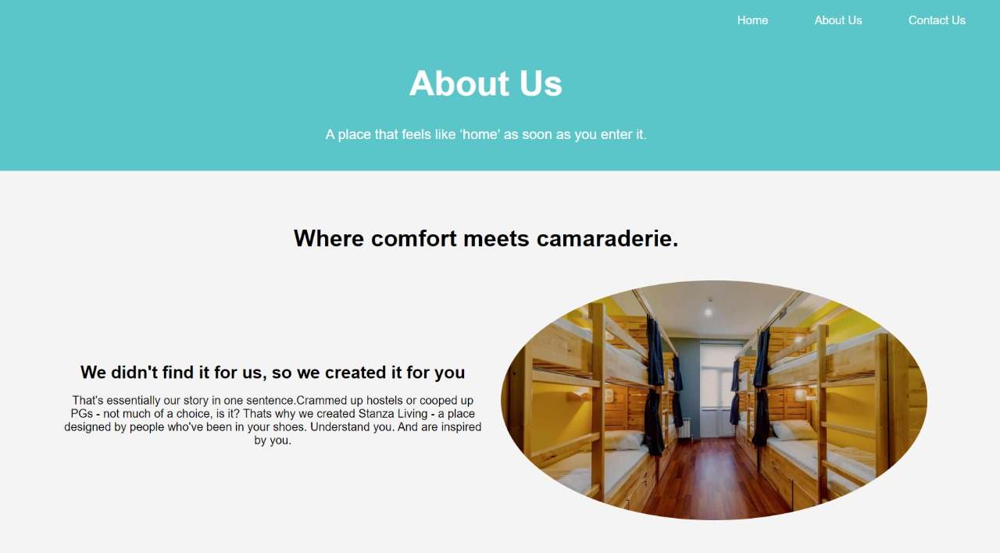 Home About Us Contact Us
About Us
A place that feels like ‘home’ as soon as you enter it.
Where comfort meets camaraderie.
We didn't find it for us, so we created it for you
That's essentially our story in one sentence.Crammed up hostels or cooped up
PGs - not much of a choice, is it? Thats why we created Stanza Living - a place
designed by people who've been in your shoes. Understand you. And are inspired
by you.